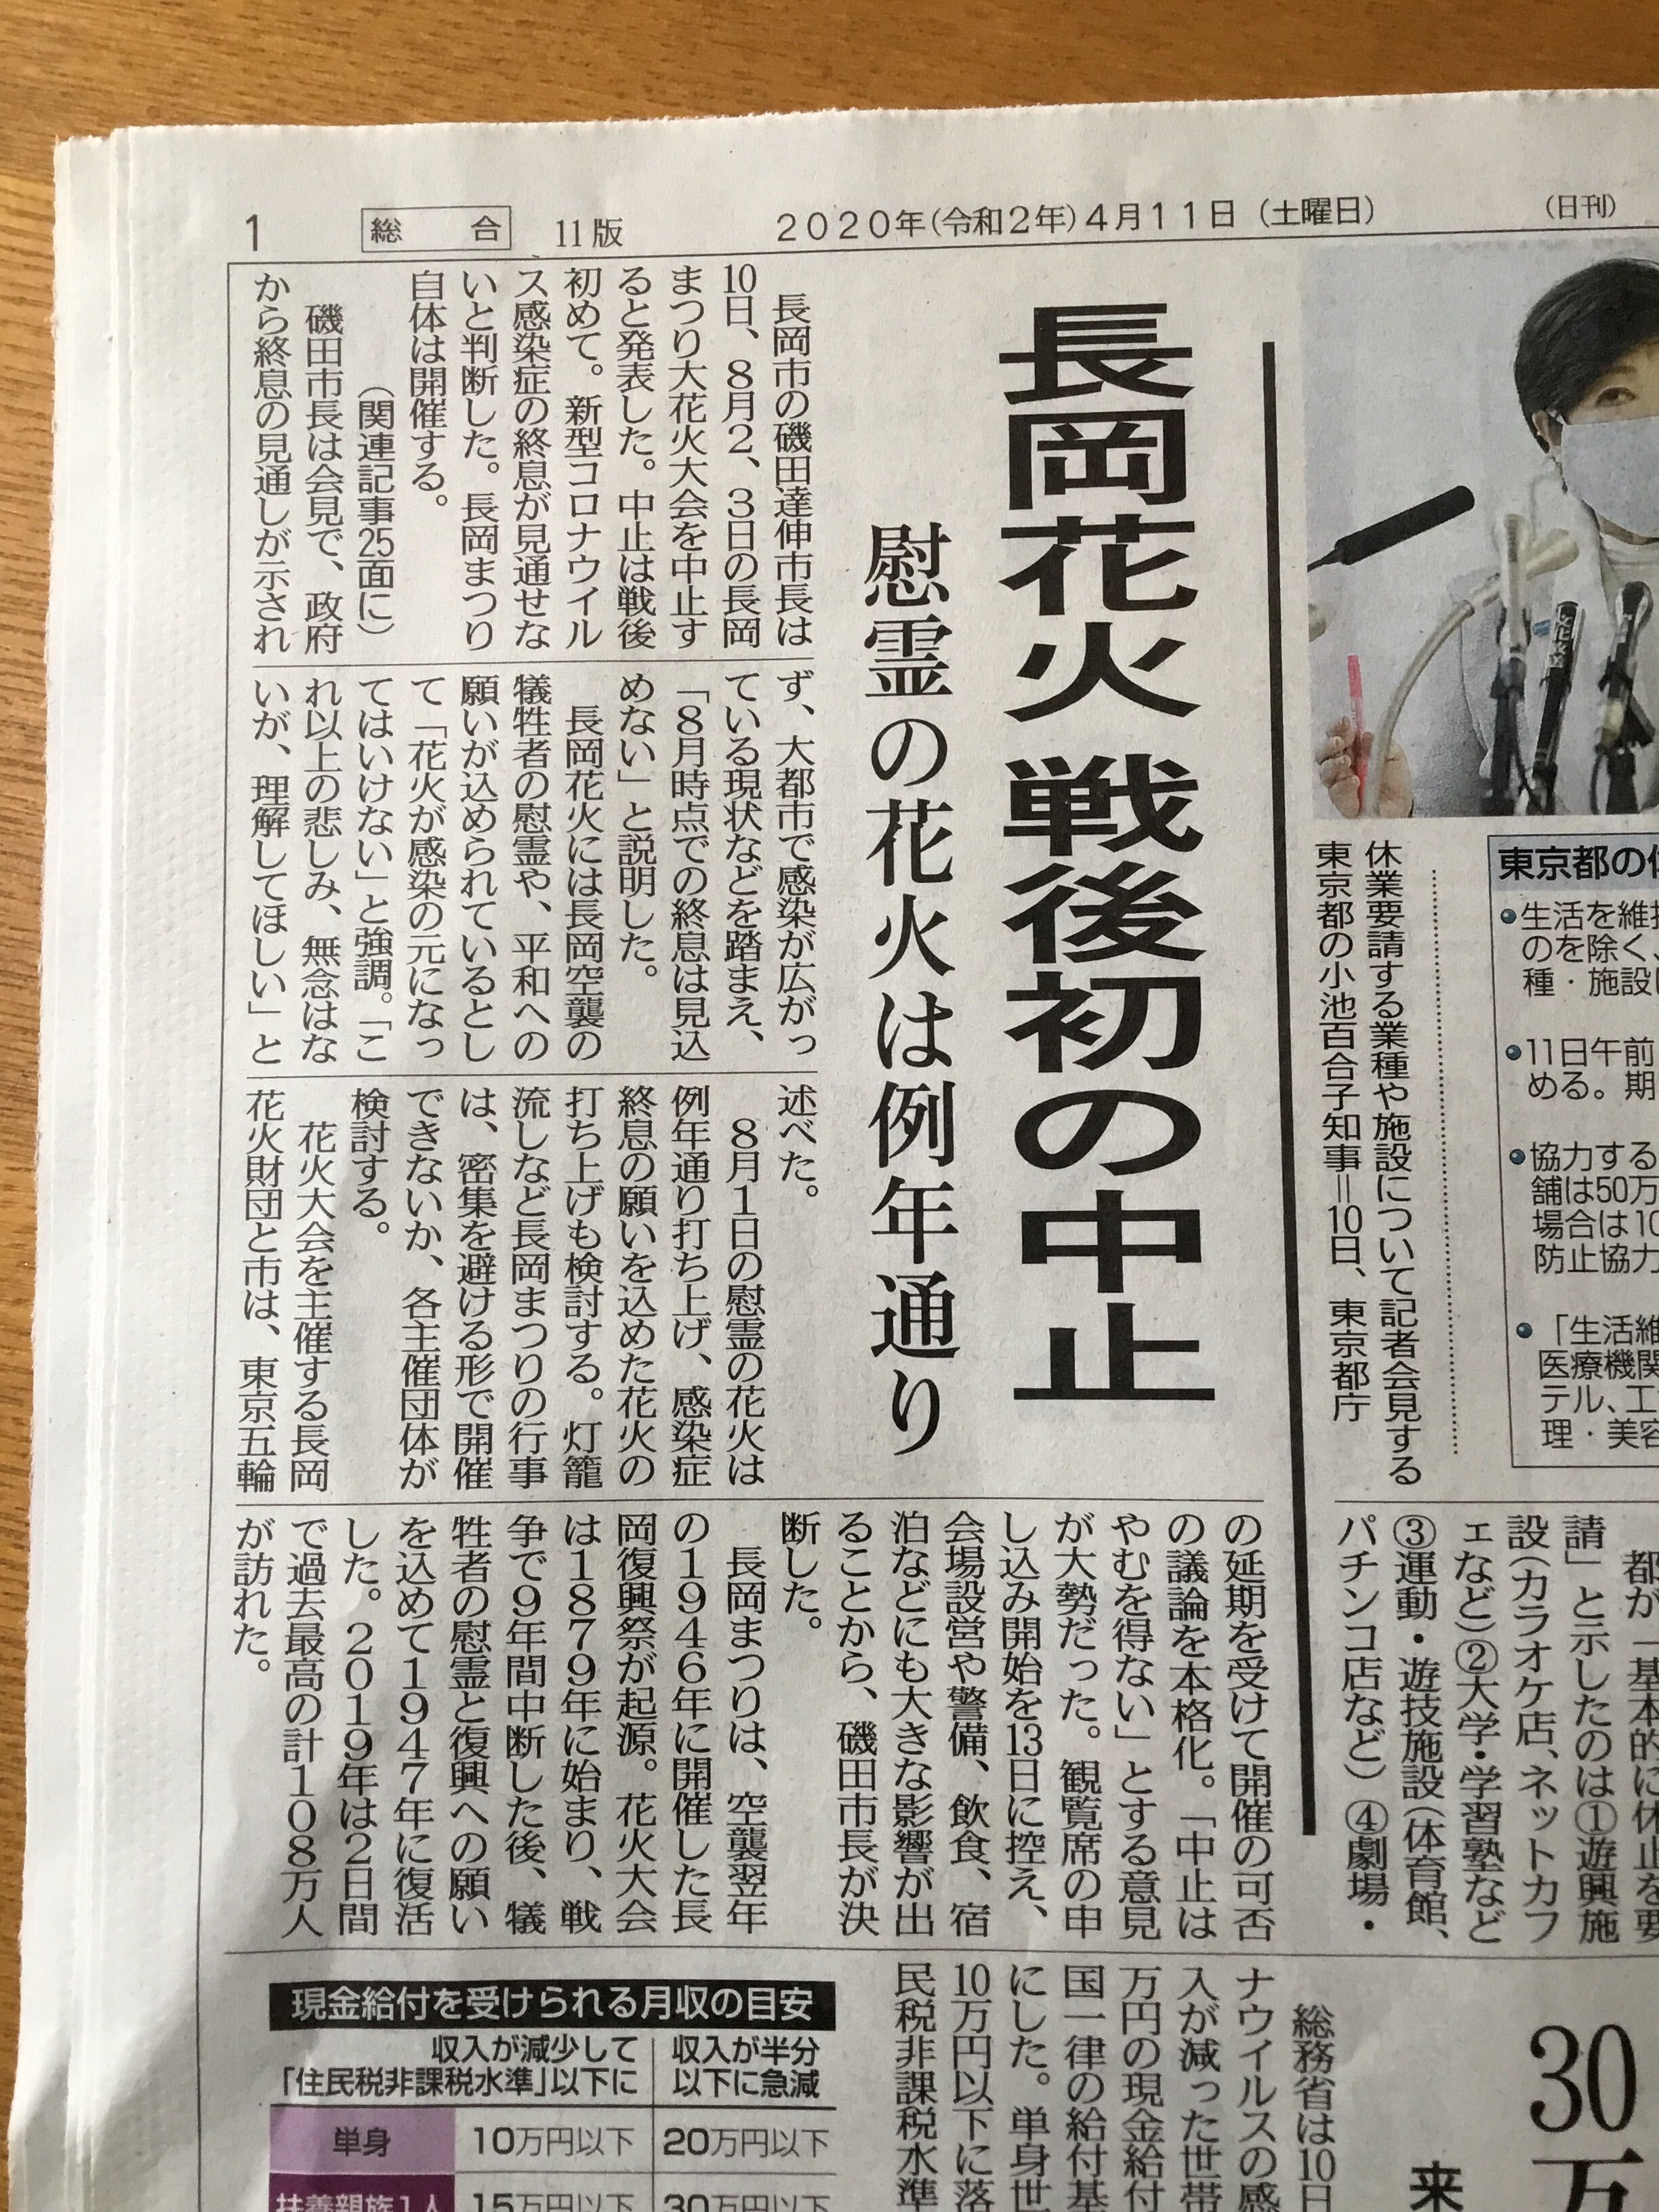 1
総合
11版
2020年(令和2年)4月11日(土曜日)
(日刊)
長岡花火 戦後初の中止
慰霊の花火は例年通り
長岡市の磯田達伸市長は
10日、8月2、3日の長岡
まつり大花火大会を中止す
ると発表した。中止は戦後
初めて。新型コロナウイル
ス感染症の終息が見通せな
いと判断した。長岡まつり
自体は開催する。
(関連記事25面に)
磯田市長は会見で、政府
から終息の見通しが示され
ず、大都市で感染が広がっ
ている現状などを踏まえ、
「8月時点での終息は見込
めない」と説明した。
長岡花火には長岡空襲の
犠牲者の慰霊や、平和への
願いが込められているとし
て「花火が感染の元になっ
てはいけない」と強調。「こ
れ以上の悲しみ、無念はな
いが、理解してほしい」と
述べた。
8月1日の慰霊の花火は
例年通り打ち上げ、感染症
終息の願いを込めた花火の
打ち上げも検討する。灯籠
流しなど長岡まつりの行事
は、密集を避ける形で開催
できないか、各主催団体が
検討する。
花火大会を主催する長岡
花火財団と市は、東京五輪
の延期を受けて開催の可否
の議論を本格化。「中止は
やむを得ない」とする意見
が大勢だった。観覧席の申
し込み開始を13日に控え、
会場設営や警備、飲食、宿
泊などにも大きな影響が出
ることから、磯田市長が決
断した。
長岡まつりは、空襲翌年
の1946年に開催した長
岡復興祭が起源。花火大会
は1879年に始まり、戦
争で9年間中断した後、犠
牲者の慰霊と復興への願い
を込めて1947年に復活
した。2019年は2日間
で過去最高の計108万人
が訪れた。
休業要請する業種や施設について記者会見する
東京都の小池百合子知事=10日、東京都庁
東京都の
生活を維
のを除く、
種・施設
11日午前
める。期
協力する
舗は50万
場合は10
防止協力
「生活維
医療機関
テル、工
理・美容
都が「基本的に休止を要
請」と示したのは①遊興施
設(カラオケ店、ネットカフ
ェなど)②大学・学習塾など
③運動・遊技施設(体育館、
パチンコ店など)④劇場・
30万
来
総務省は10日
ナウイルスの感
入が減った世帯
万円の現金給付
国一律の給付基
にした。単身世
10万円以下に落
民税非課税水準
現金給付を受けられる月収の目安
収入が減少して
「住民税非課税水準」以下に
収入が半分
以下に急減
単身
10万円以下
20万円以下
扶養親族1人
15万円以下
30万円以下